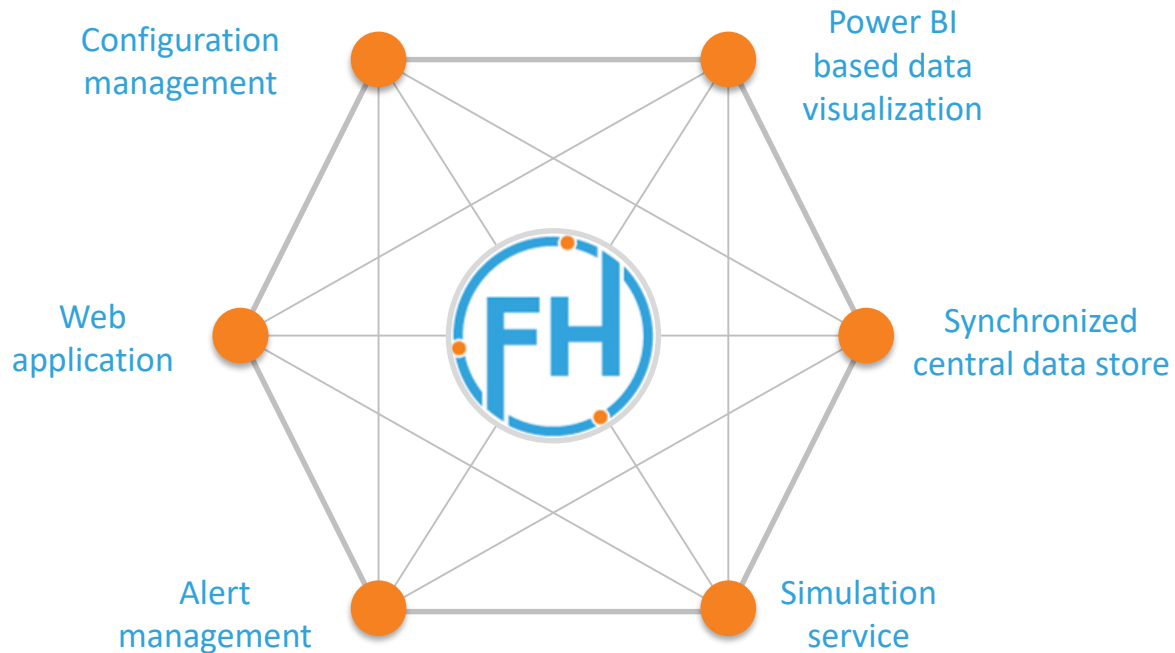 Configuration
management
Power BI
based data
visualization
Web
application
FH
Synchronized
central data store
Alert
management
Simulation
service